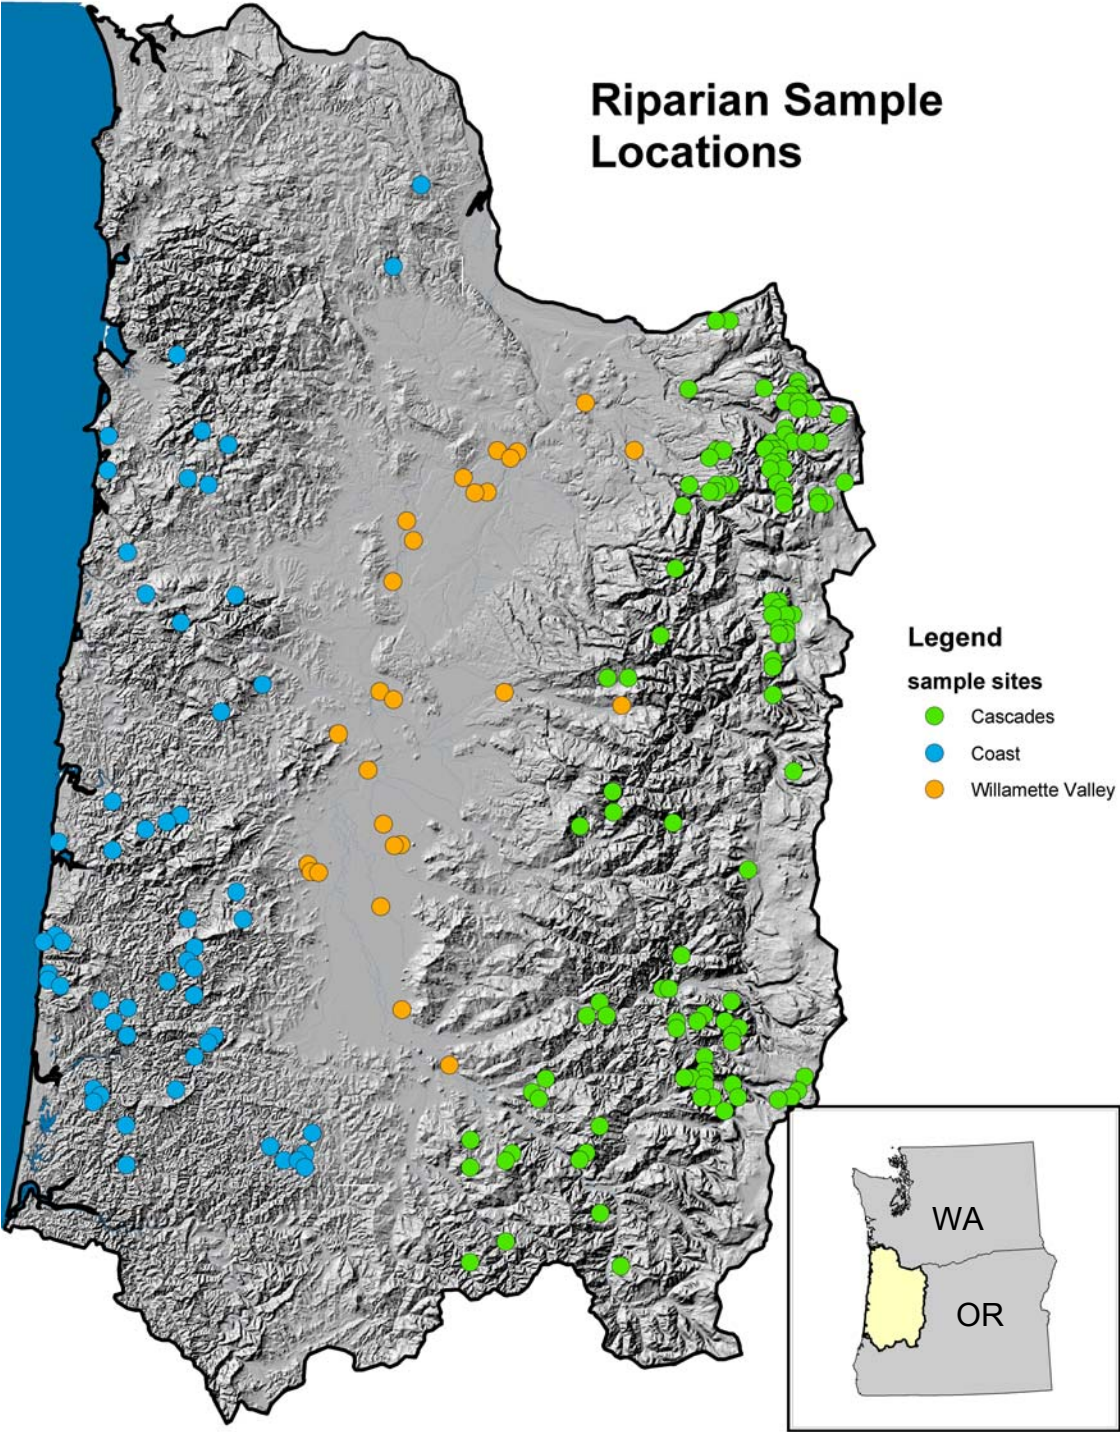 Riparian Sample
Locations
Legend
sample sites
Cascades
Coast
Willamette Valley
WA
OR